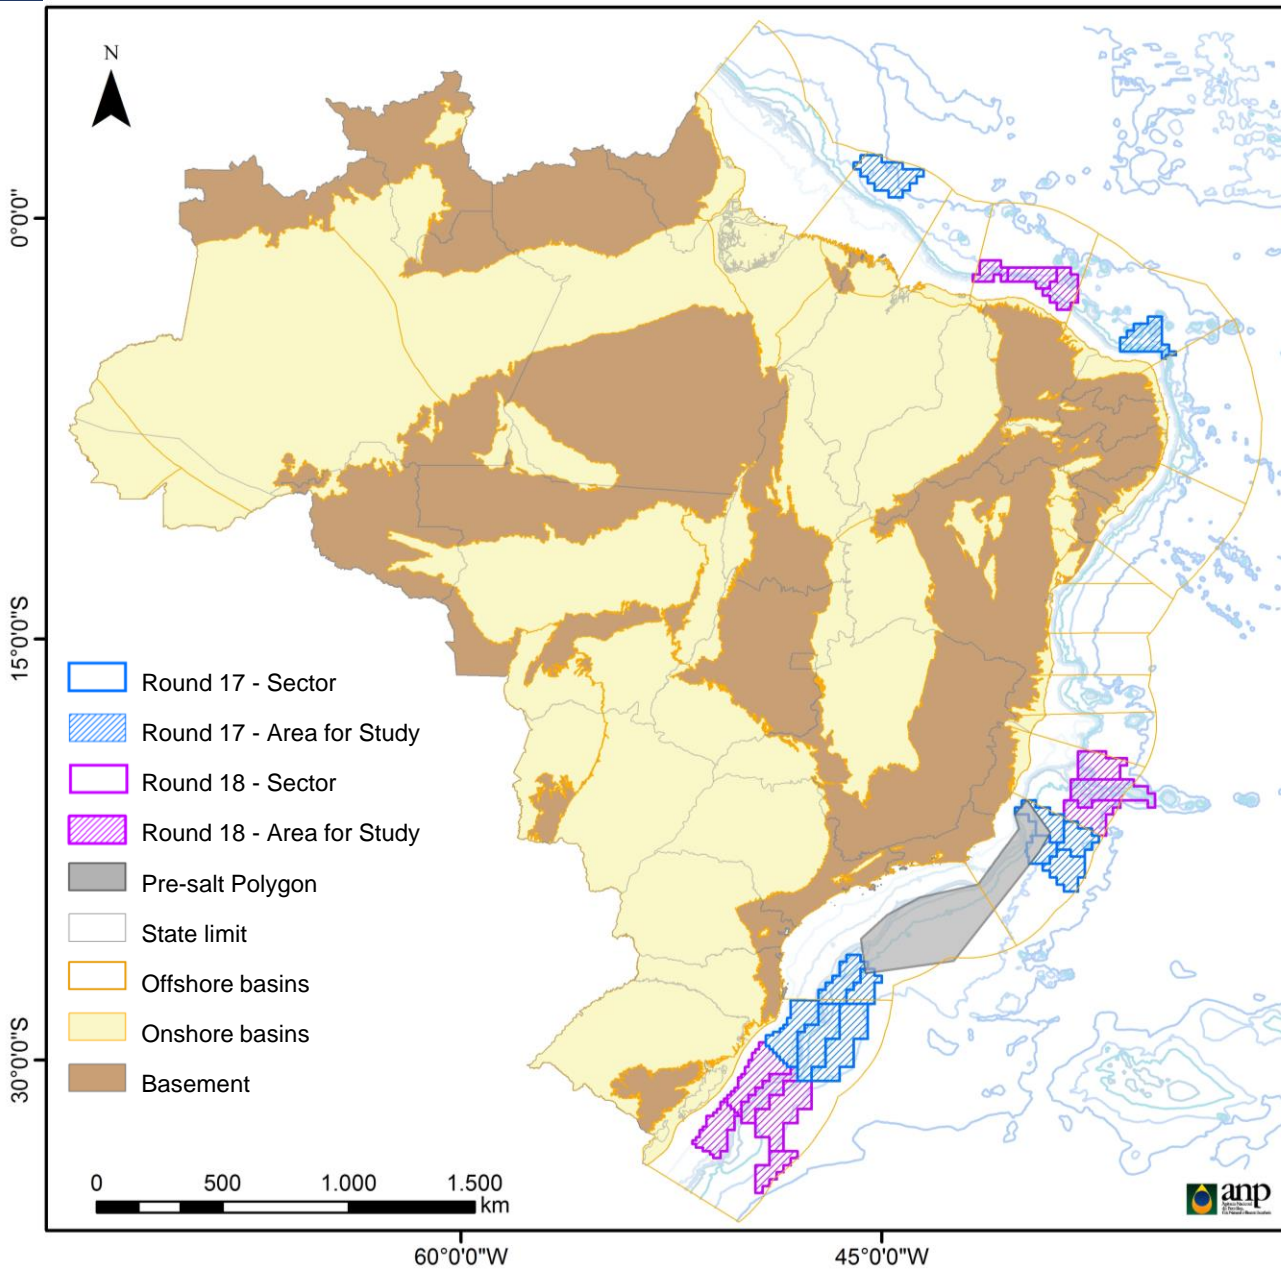 N
0°0'0"
15°0'0"S
30°0'0"S
Round 17 - Sector
Round 17 - Area for Study
Round 18 - Sector
Round 18 - Area for Study
Pre-salt Polygon
State limit
Offshore basins
Onshore basins
Basement
0 500 1.000 1.500
km
anp
60°0'0"W 45°0'0"W